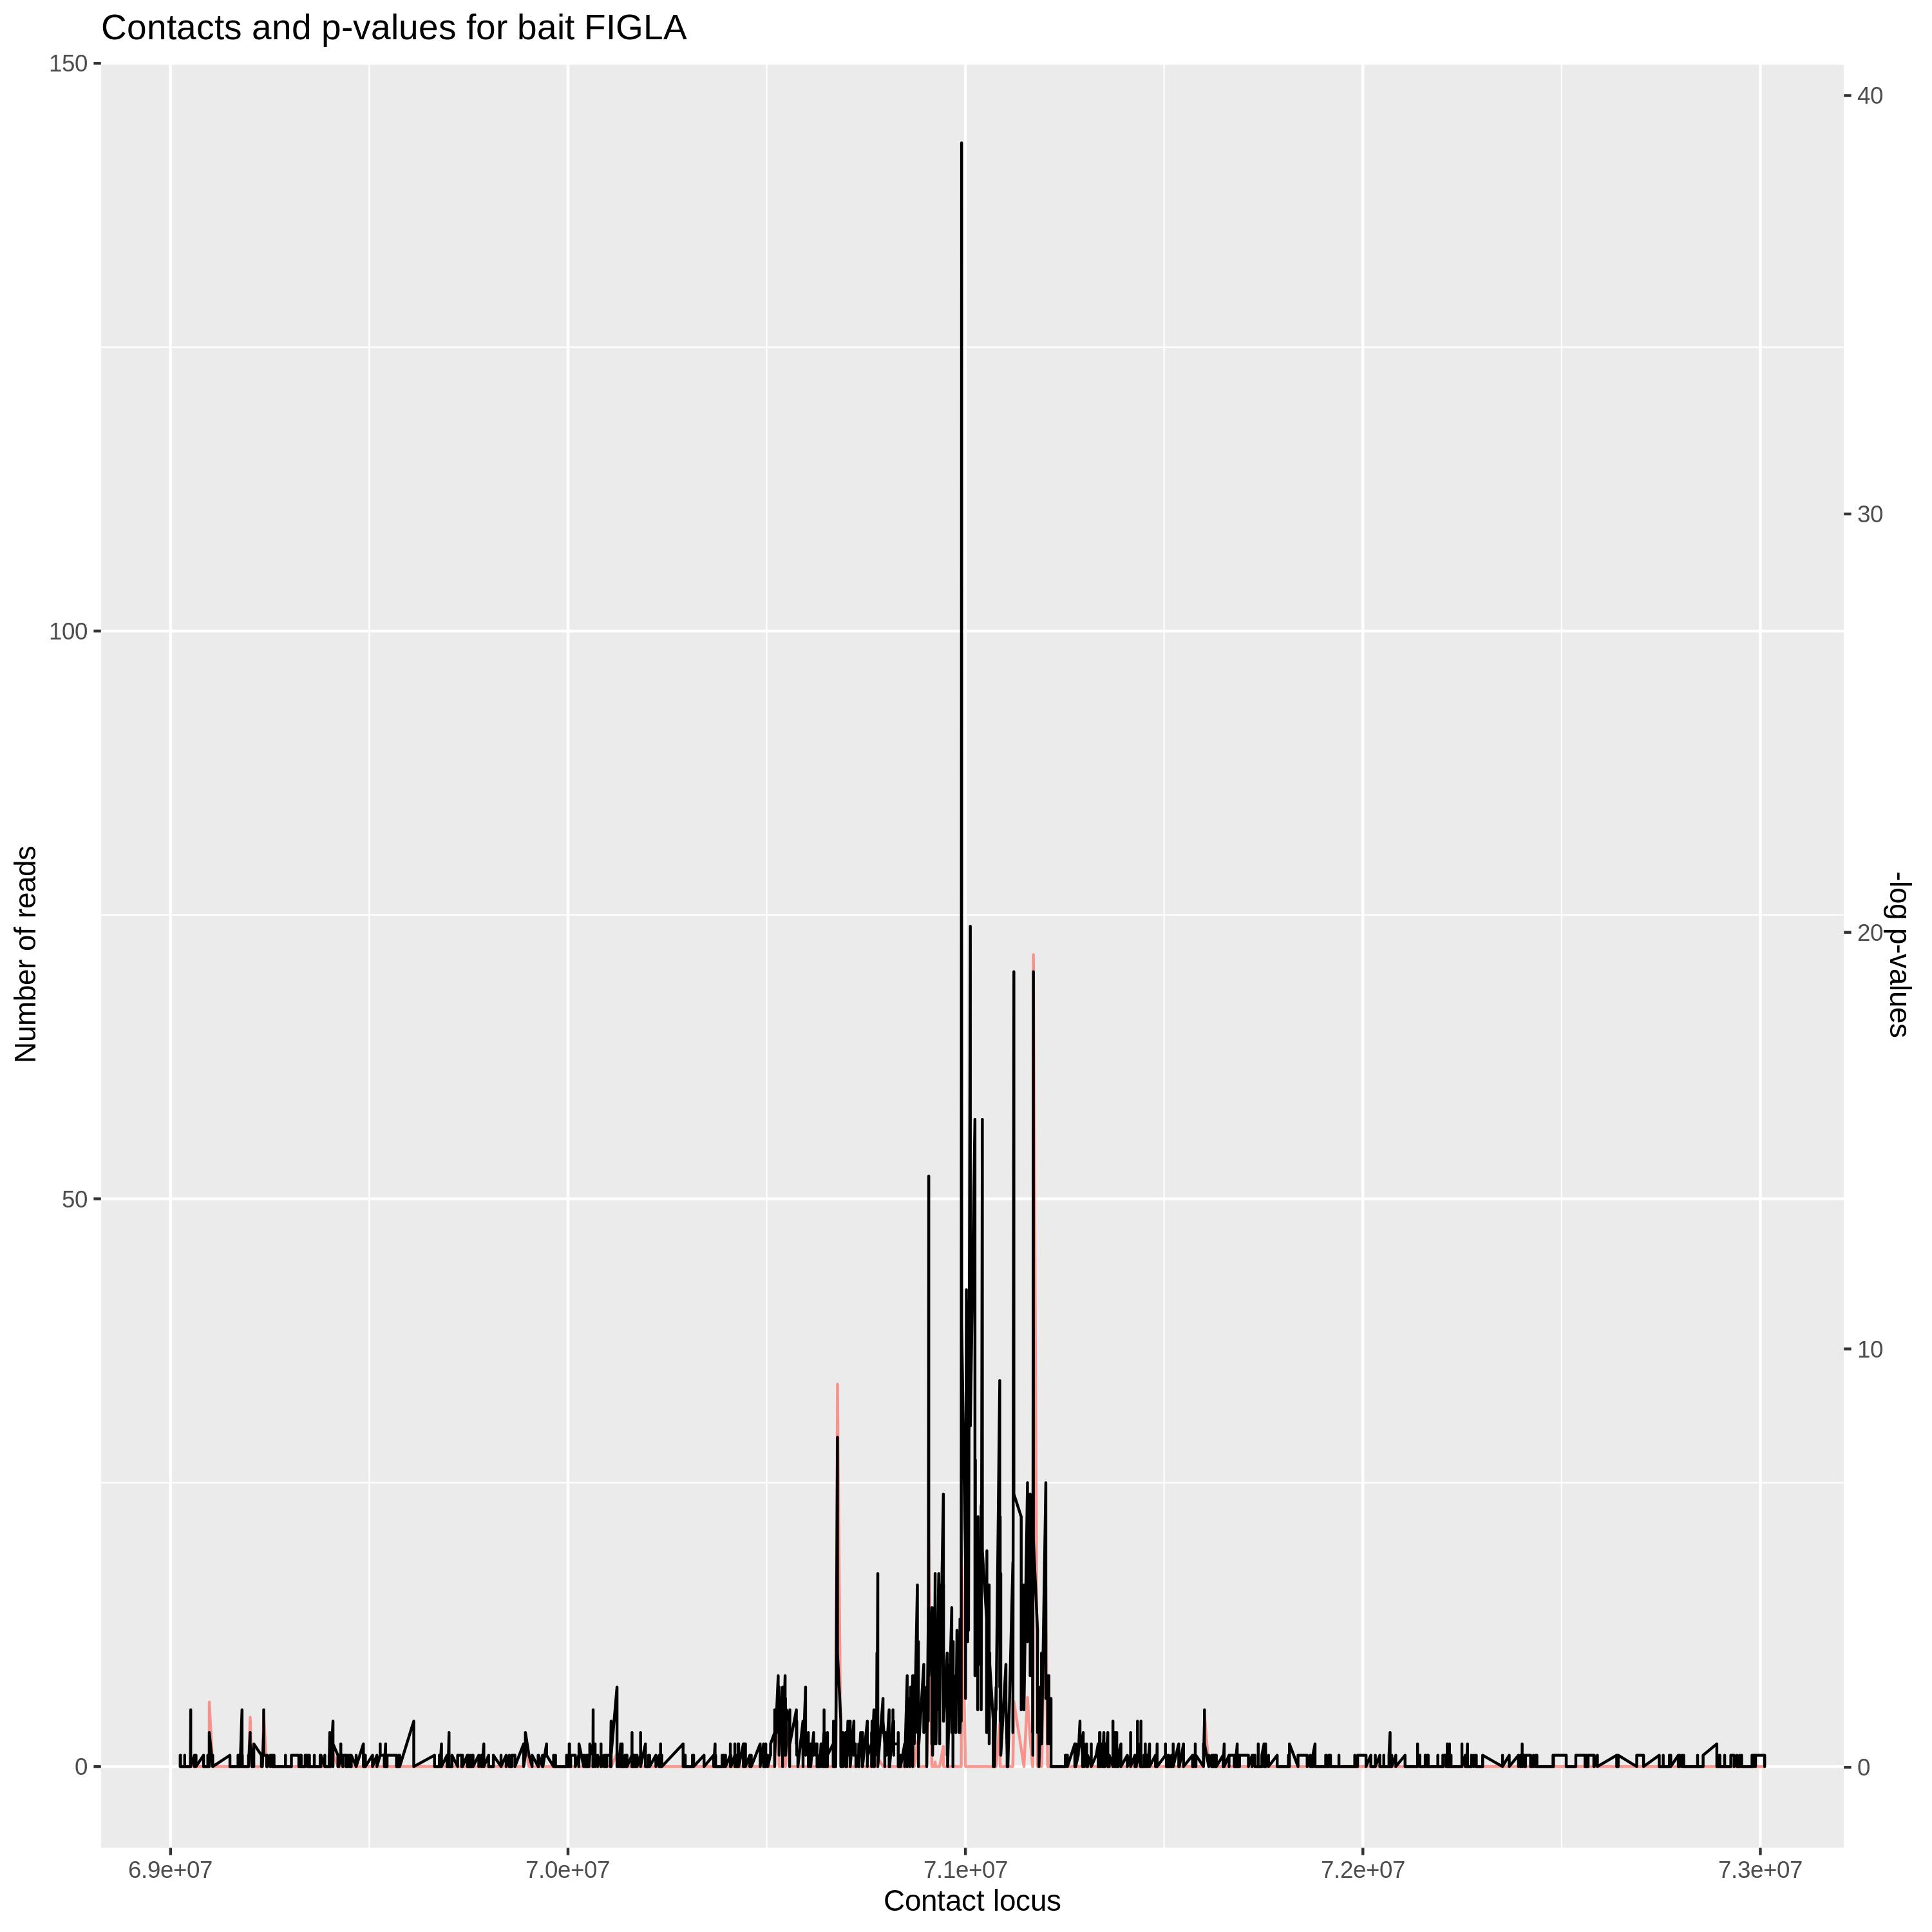 Contacts and p-values for bait FIGLA
150
100
50
0
Number of reads
40
30
20
10
0
-log p-values
6.9e+07 7.0e+07 7.1e+07 7.2e+07 7.3e+07
Contact locus